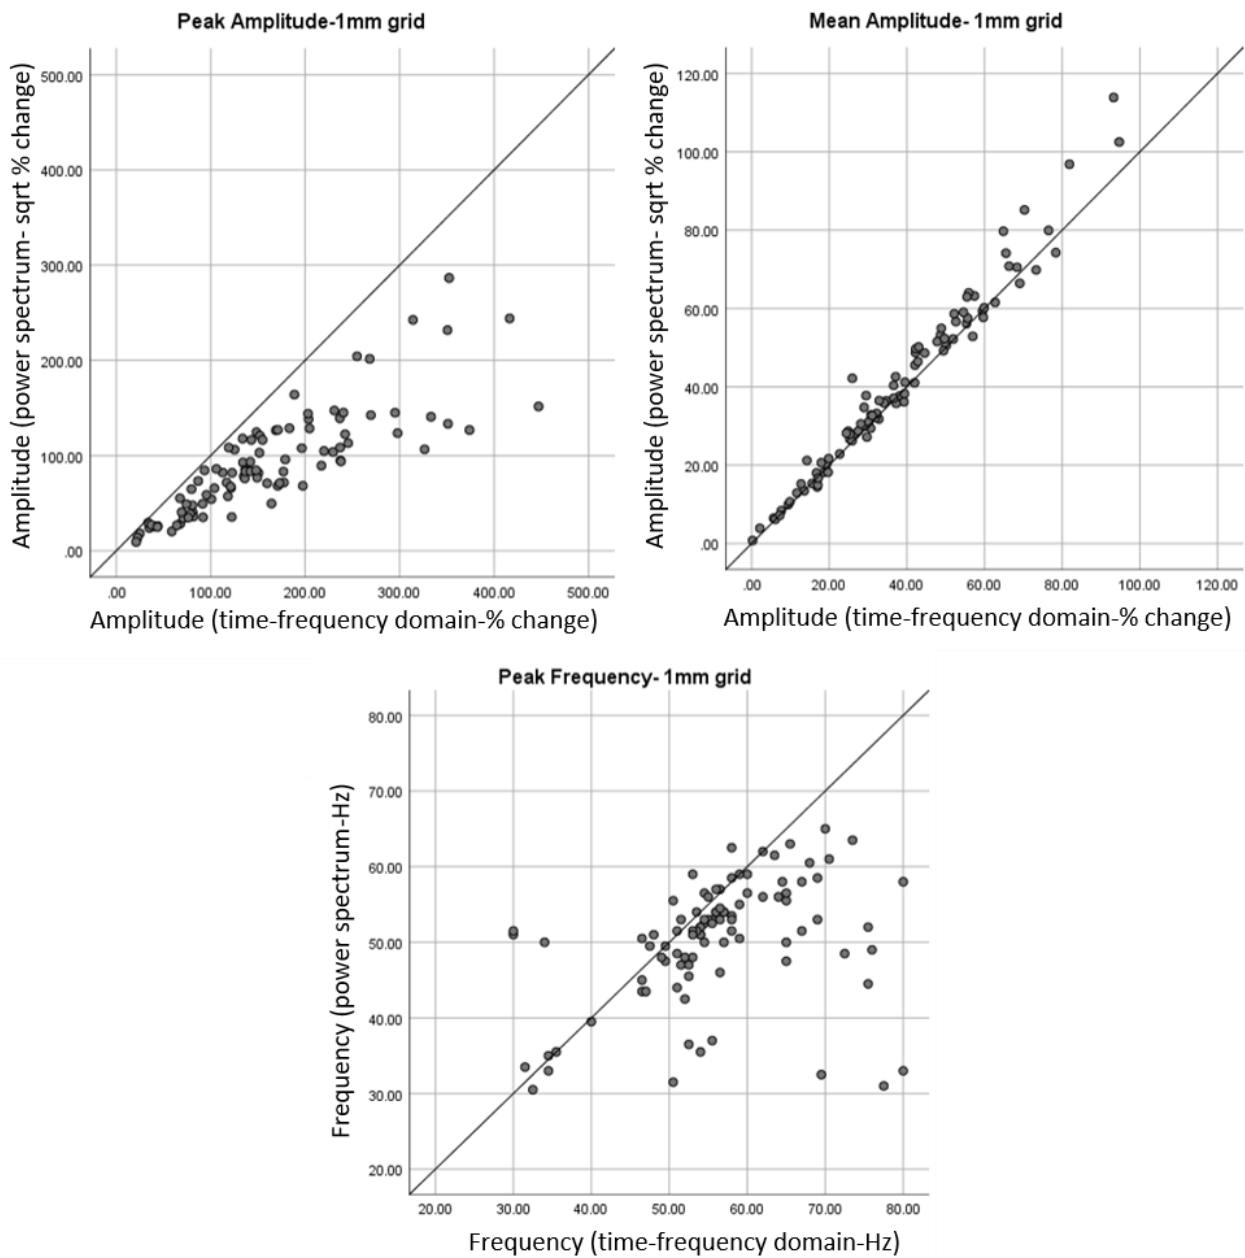 Peak Amplitude-1mm grid
Amplitude (power spectrum- sqrt % change)
500.00
400.00
300.00
200.00
100.00
.00
.00 100.00 200.00 300.00 400.00 500.00
Amplitude (time-frequency domain-% change)
Mean Amplitude- 1mm grid
Amplitude (power spectrum- sqrt % change)
120.00
100.00
80.00
60.00
40.00
20.00
.00
.00 20.00 40.00 60.00 80.00 100.00 120.00
Amplitude (time-frequency domain-% change)
Peak Frequency- 1mm grid
Frequency (power spectrum-Hz)
80.00
70.00
60.00
50.00
40.00
30.00
20.00
20.00 30.00 40.00 50.00 60.00 70.00 80.00
Frequency (time-frequency domain-Hz)